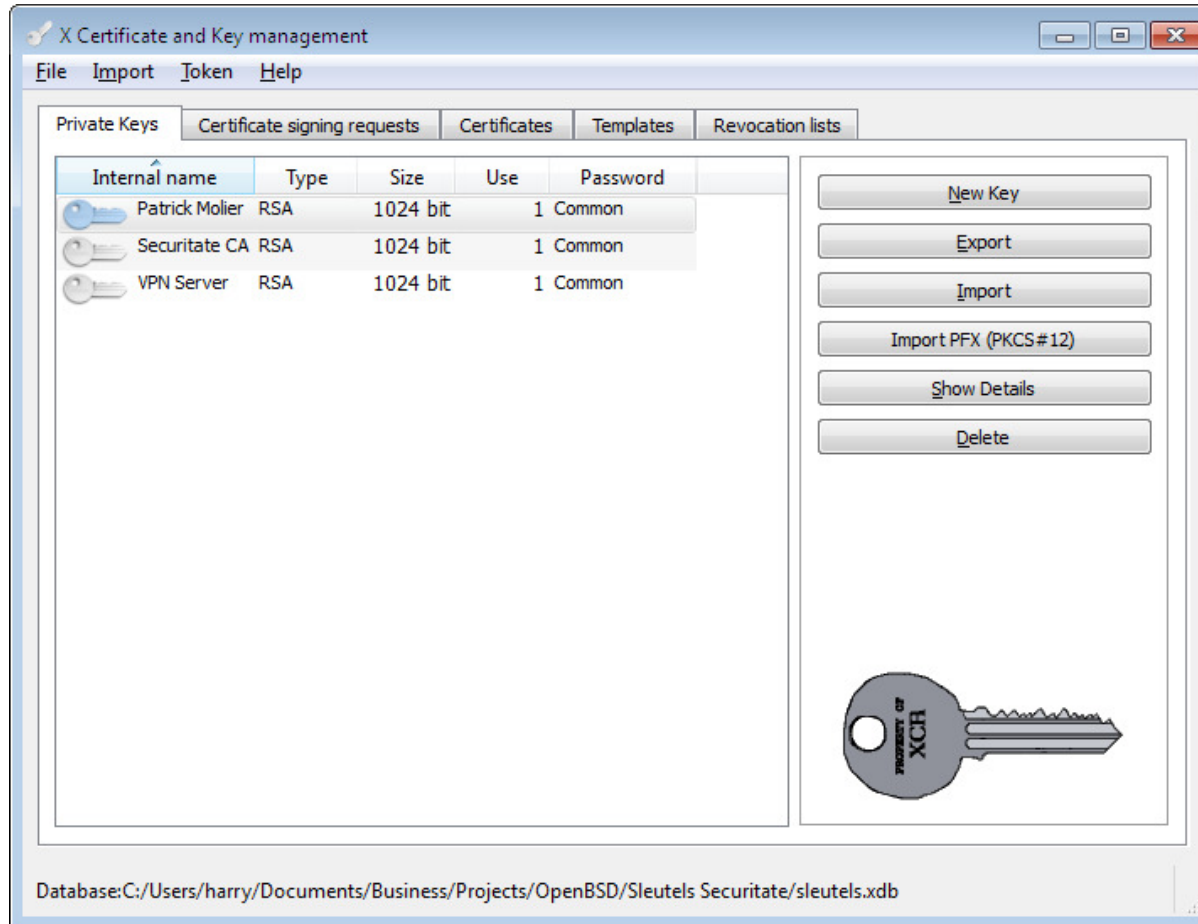 X Certificate and Key management
File Import Token Help
Private Keys Certificate signing requests Certificates Templates Revocation lists
Internal name Type Size Use Password
Patrick Molier RSA 1024 bit 1 Common
Securitate CA RSA 1024 bit 1 Common
VPN Server RSA 1024 bit 1 Common
New Key
Export
Import
Import PFX (PKCS#12)
Show Details
Delete
PROPERTY OF
XCA
Database:C:/Users/harry/Documents/Business/Projects/OpenBSD/Sleutels Securitate/sleutels.xdb